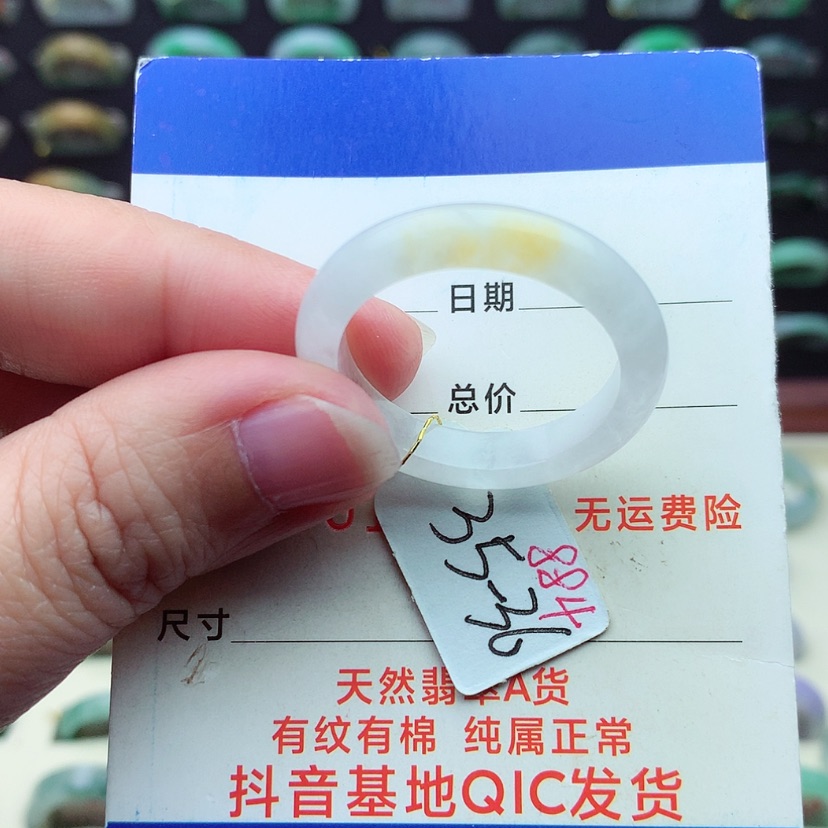 日期
总价
无运费险
35-36
884
尺寸
天然翡翠A货
有纹有棉 纯属正常
抖音基地QIC发货